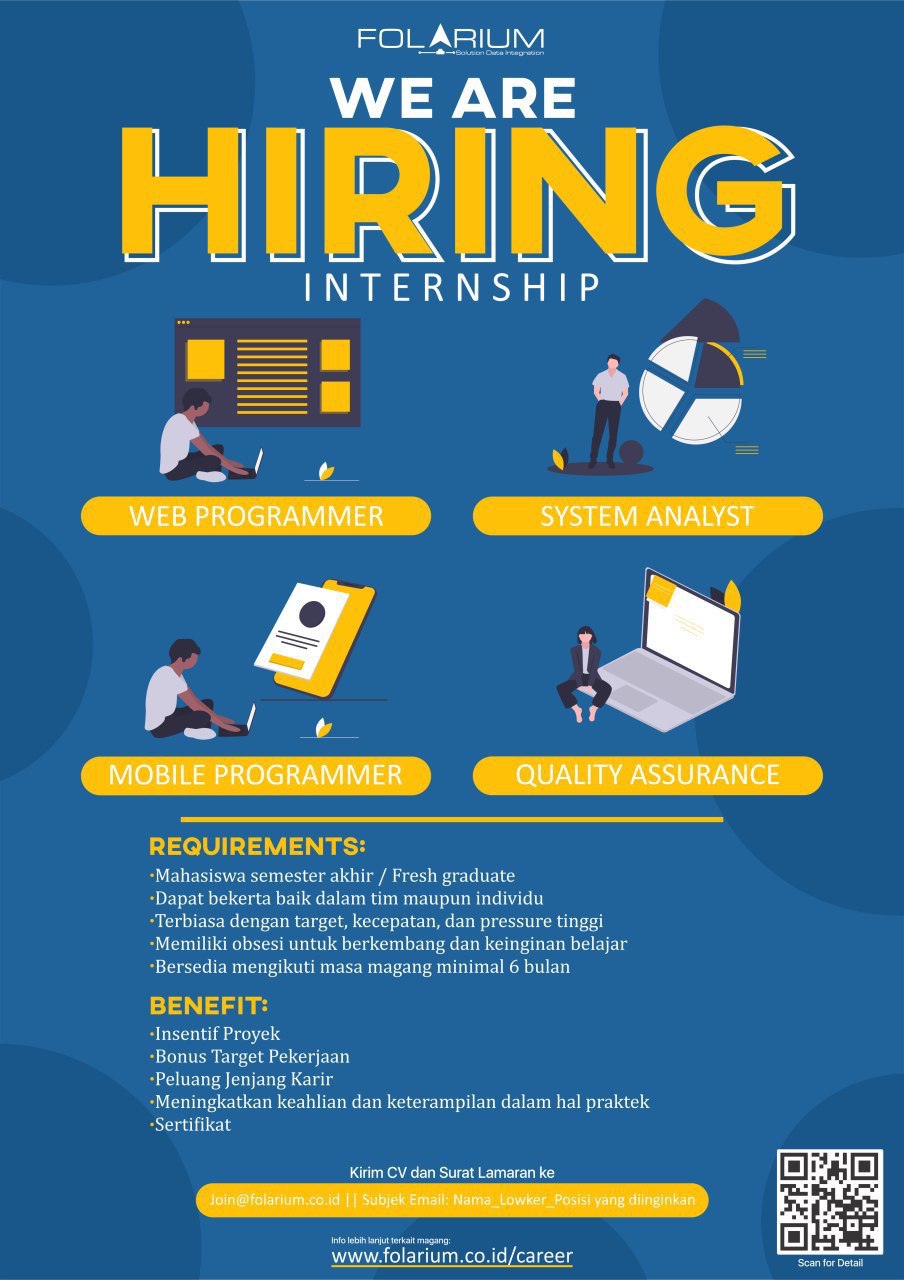 FOLARIUM
Solution Data Integration
WE ARE
HIRING
INTERNSHIP
WEB PROGRAMMER
SYSTEM ANALYST
MOBILE PROGRAMMER
QUALITY ASSURANCE
REQUIREMENTS:
•Mahasiswa semester akhir / Fresh graduate
•Dapat bekerta baik dalam tim maupun individu
•Terbiasa dengan target, kecepatan, dan pressure tinggi
•Memiliki obsesi untuk berkembang dan keinginan belajar
•Bersedia mengikuti masa magang minimal 6 bulan
BENEFIT:
•Insentif Proyek
•Bonus Target Pekerjaan
•Peluang Jenjang Karir
•Meningkatkan keahlian dan keterampilan dalam hal praktek
•Sertifikat
Kirim CV dan Surat Lamaran ke
Join@folarium.co.id || Subjek Email: Nama_Lowker_Posisi yang diinginkan
Info lebih lanjut terkait magang:
www.folarium.co.id/career
Scan for Detail